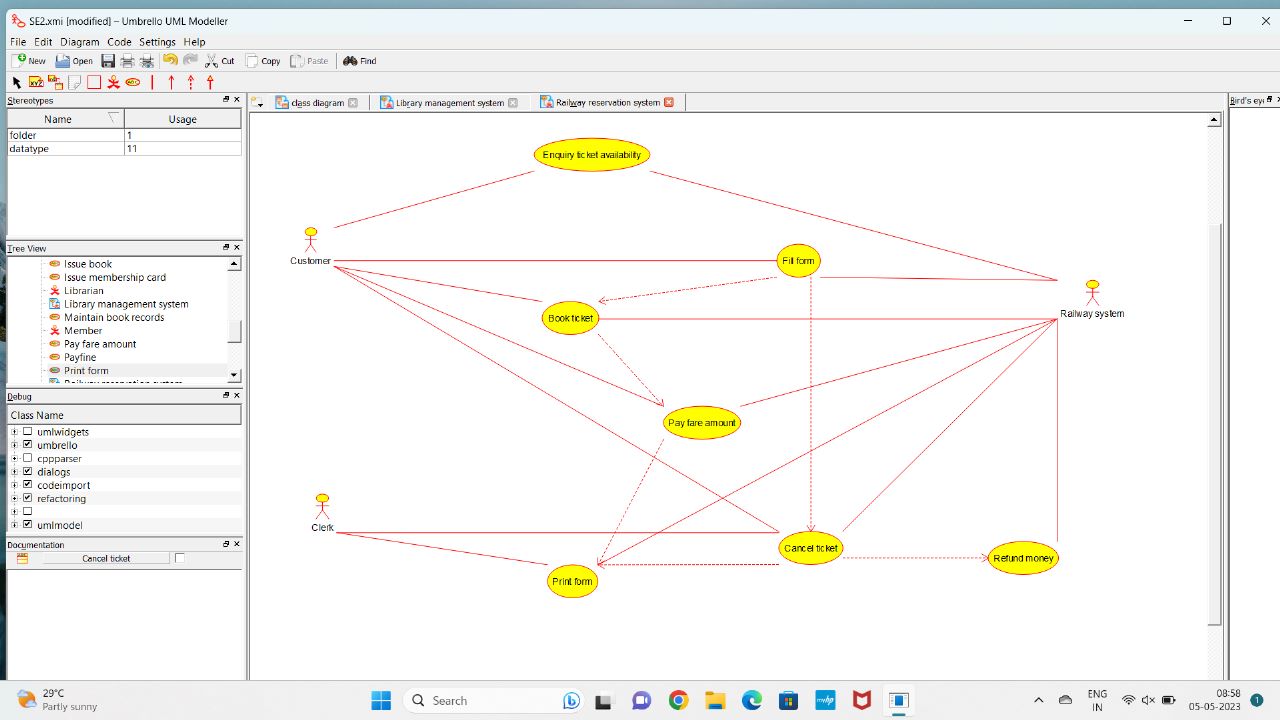 SE2.xmi [modified] – Umbrello UML Modeller
File Edit Diagram Code Settings Help
New Open Cut Copy Paste Find
Stereotypes
Name Usage
folder 1
datatype 11
Tree View
Issue book
Issue membership card
Librarian
Library management system
Maintain book records
Member
Pay fare amount
Payfine
Print form
Debug
Class Name
umlwidgets
umbrello
cppparser
dialogs
codeimport
refactoring
umlmodel
Documentation
Cancel ticket
class diagram Library management system Railway reservation system
Bird's ey
Enquiry ticket availability
Customer
Fill form
Railway system
Book ticket
Pay fare amount
Clerk
Cancel ticket
Refund money
Print form
29°C
Partly sunny
Search
myhp
ENG
IN
08:58
05-05-2023
1